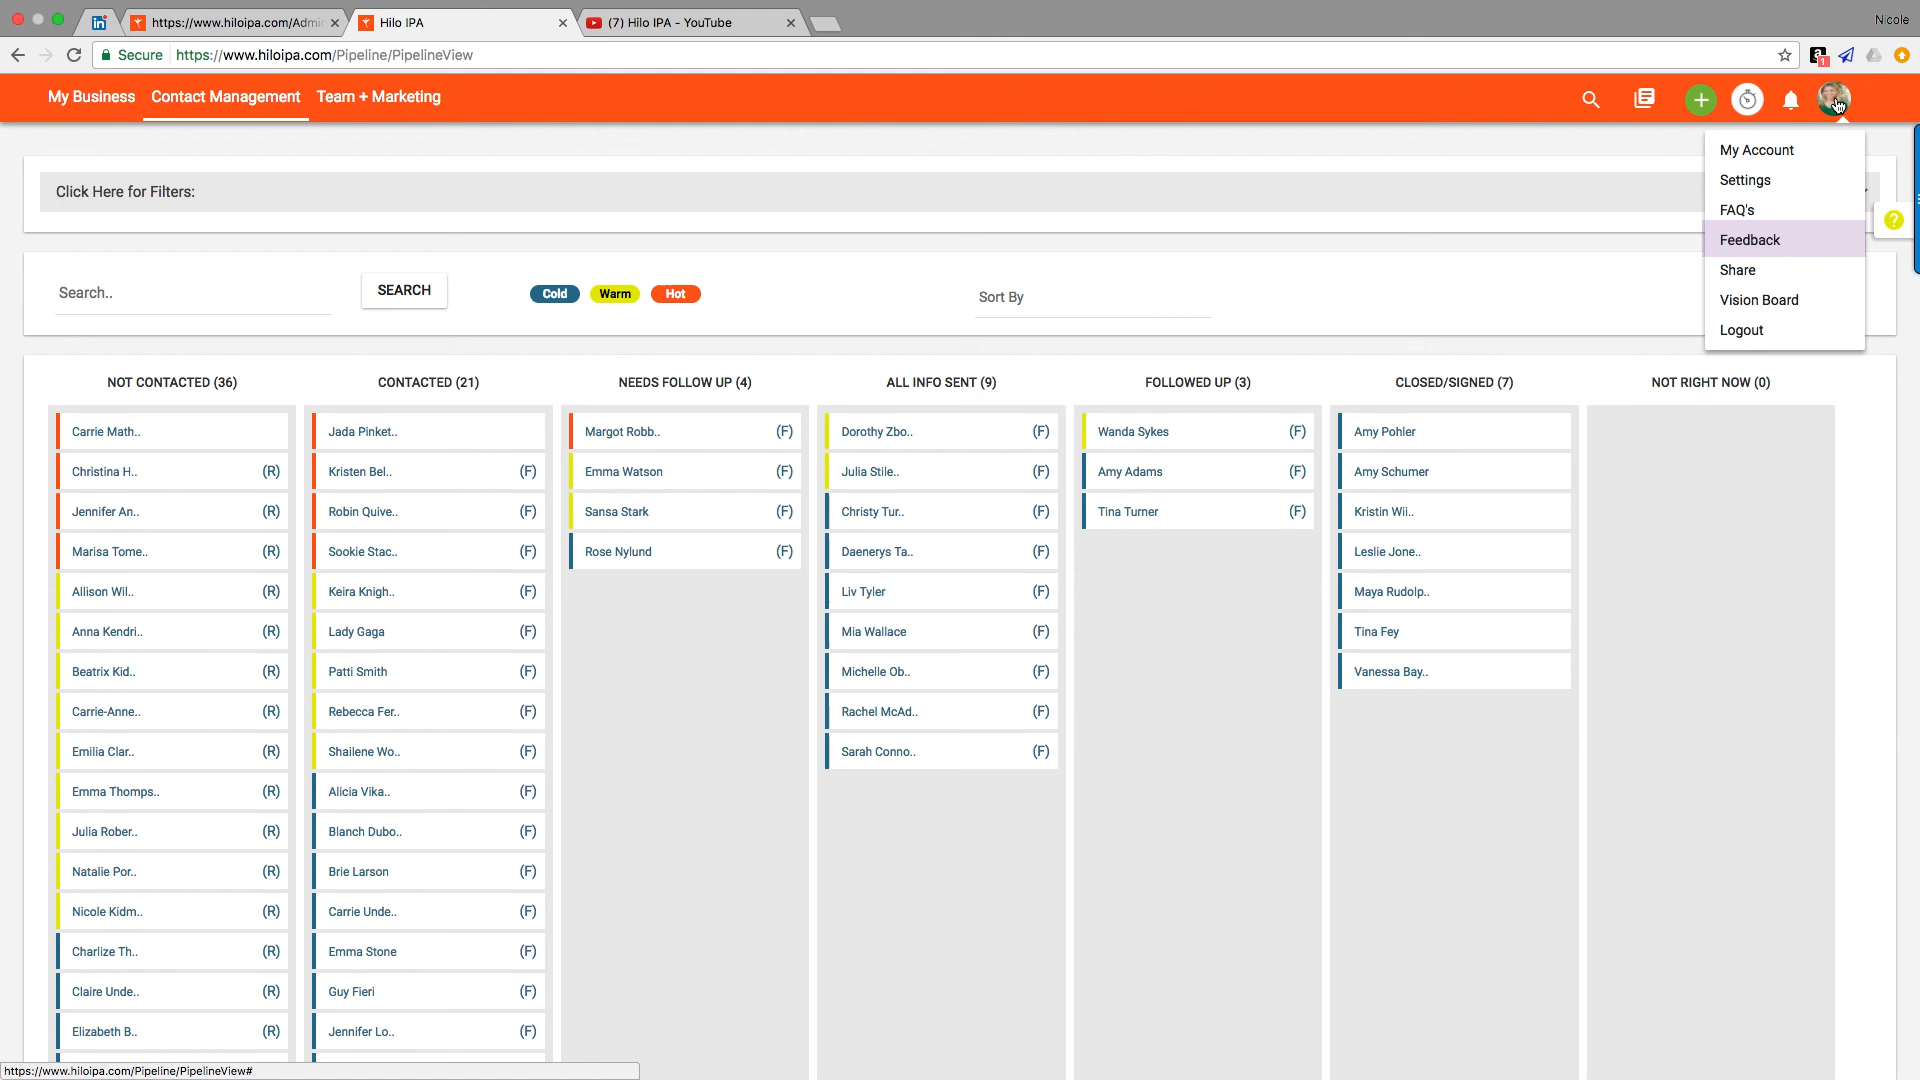 Nicole
https://www.hiloipa.com/Admin
Hilo IPA
(7) Hilo IPA - YouTube
Secure https://www.hiloipa.com/Pipeline/PipelineView
My Business Contact Management Team + Marketing
My Account
Settings
FAQ's
Feedback
Share
Vision Board
Logout
Click Here for Filters:
Search..
SEARCH
Cold Warm Hot
Sort By
NOT CONTACTED (36)
Carrie Math..
Christina H.. (R)
Jennifer An.. (R)
Marisa Tome.. (R)
Allison Wil.. (R)
Anna Kendri.. (R)
Beatrix Kid.. (R)
Carrie-Anne.. (R)
Emilia Clar.. (R)
Emma Thomps.. (R)
Julia Rober.. (R)
Natalie Por.. (R)
Nicole Kidm.. (R)
Charlize Th.. (R)
Claire Unde.. (R)
Elizabeth B.. (R)
CONTACTED (21)
Jada Pinket..
Kristen Bel.. (F)
Robin Quive.. (F)
Sookie Stac.. (F)
Keira Knigh.. (F)
Lady Gaga (F)
Patti Smith (F)
Rebecca Fer.. (F)
Shailene Wo.. (F)
Alicia Vika.. (F)
Blanch Dubo.. (F)
Brie Larson (F)
Carrie Unde.. (F)
Emma Stone (F)
Guy Fieri (F)
Jennifer Lo.. (F)
NEEDS FOLLOW UP (4)
Margot Robb.. (F)
Emma Watson (F)
Sansa Stark (F)
Rose Nylund (F)
ALL INFO SENT (9)
Dorothy Zbo.. (F)
Julia Stile.. (F)
Christy Tur.. (F)
Daenerys Ta.. (F)
Liv Tyler (F)
Mia Wallace (F)
Michelle Ob.. (F)
Rachel McAd.. (F)
Sarah Conno.. (F)
FOLLOWED UP (3)
Wanda Sykes (F)
Amy Adams (F)
Tina Turner (F)
CLOSED/SIGNED (7)
Amy Pohler
Amy Schumer
Kristin Wii..
Leslie Jone..
Maya Rudolp..
Tina Fey
Vanessa Bay..
NOT RIGHT NOW (0)
https://www.hiloipa.com/Pipeline/PipelineView#